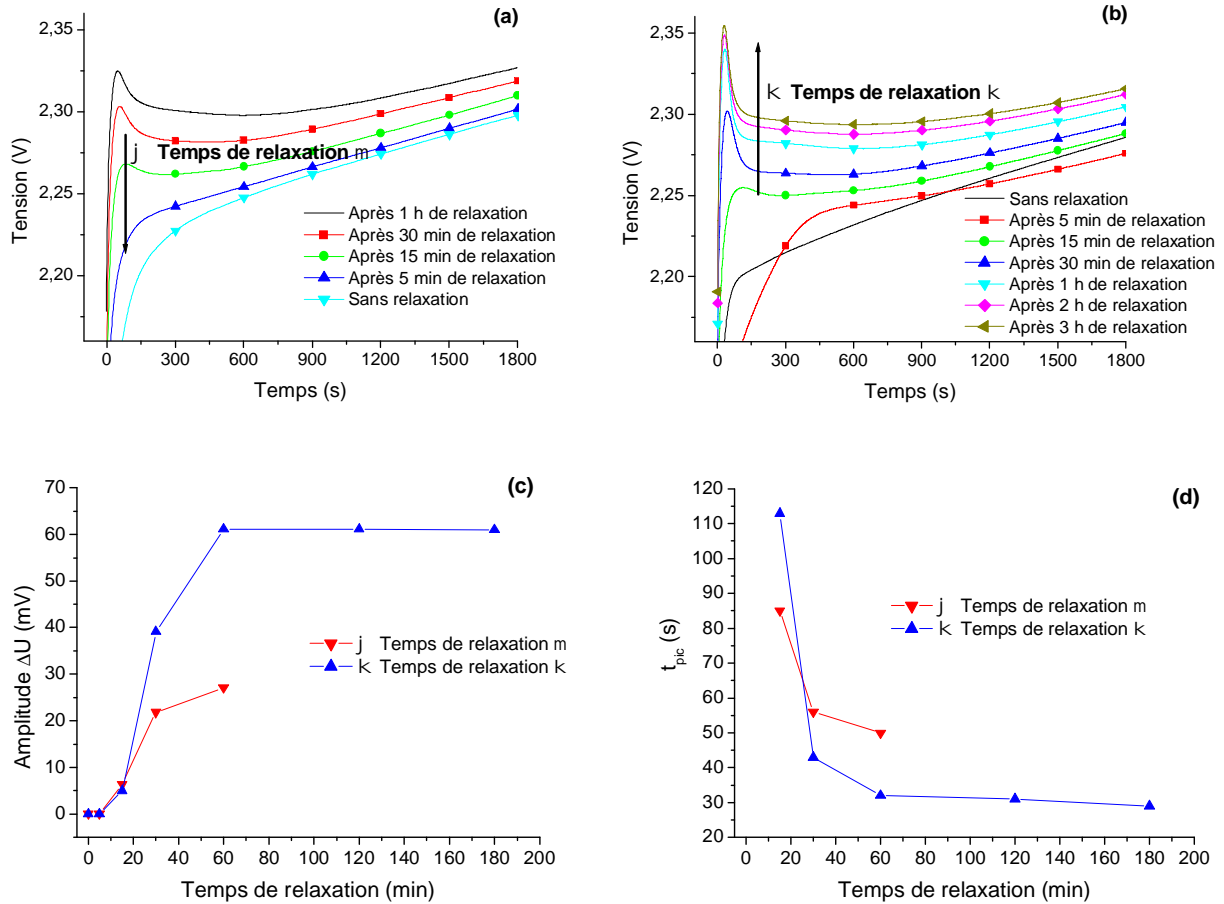 (a)
2,35
2,30
2,25
2,20
Tension (V)
j Temps de relaxation m
Après 1 h de relaxation
Après 30 min de relaxation
Après 15 min de relaxation
Après 5 min de relaxation
Sans relaxation
0 300 600 900 1200 1500 1800
Temps (s)
(b)
2,35
2,30
2,25
2,20
Tension (V)
k Temps de relaxation k
Sans relaxation
Après 5 min de relaxation
Après 15 min de relaxation
Après 30 min de relaxation
Après 1 h de relaxation
Après 2 h de relaxation
Après 3 h de relaxation
0 300 600 900 1200 1500 1800
Temps (s)
(c)
70
60
50
40
30
20
10
0
Amplitude ΔU (mV)
j Temps de relaxation m
k Temps de relaxation k
0 20 40 60 80 100 120 140 160 180 200
Temps de relaxation (min)
(d)
120
110
100
90
80
70
60
50
40
30
20
t_pic (s)
j Temps de relaxation m
k Temps de relaxation k
0 20 40 60 80 100 120 140 160 180 200
Temps de relaxation (min)